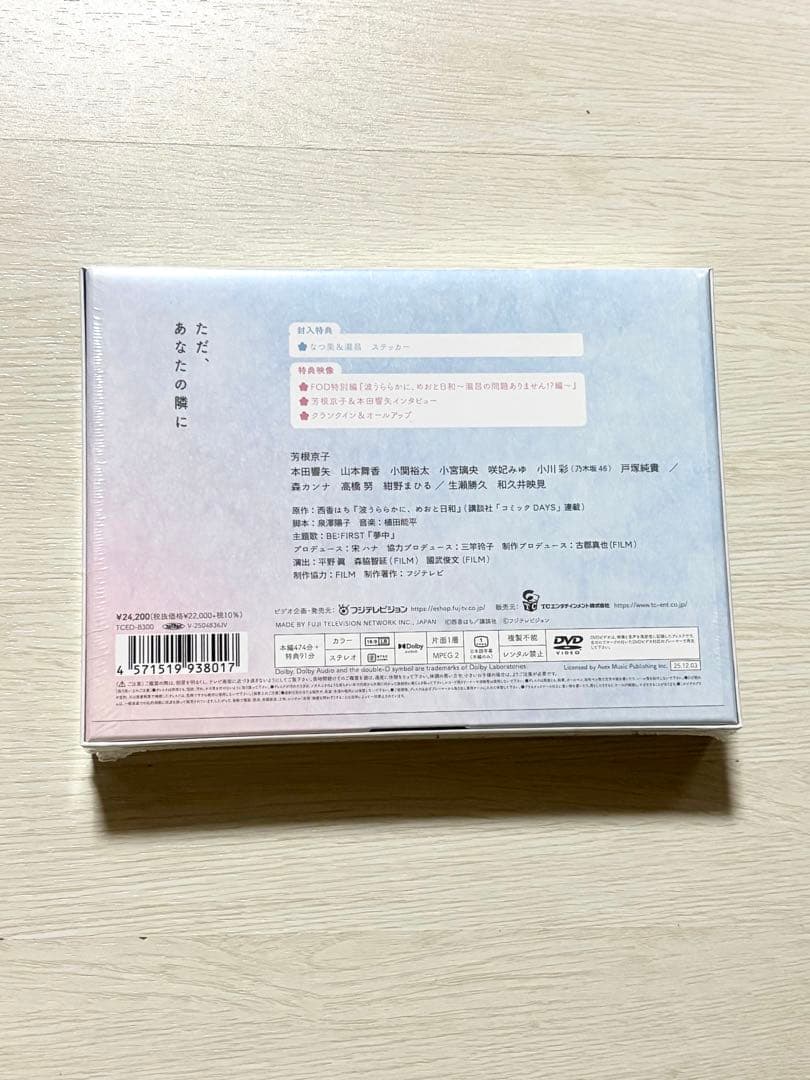 ただ、
あなたの隣に
封入特典
なつ美&瀧昌 ステッカー
特典映像
FOD特別編「波うららかに、めおと日和〜瀧昌の問題ありません!?編〜」
芳根京子&本田響矢インタビュー
クランクイン&オールアップ
芳根京子
本田響矢 山本舞香 小関裕太 小宮璃央 咲妃みゆ 小川彩(乃木坂46) 戸塚純貴 /
森カンナ 高橋努 紺野まひる / 生瀬勝久 和久井映見
原作:西香はち『波うららかに、めおと日和』(講談社「コミックDAYS」連載)
脚本:泉澤陽子 音楽:植田能平
主題歌:BE:FIRST「夢中」
プロデュース:宋ハナ 協力プロデュース:三竿玲子 制作プロデュース:古郡真也(FILM)
演出:平野眞 森脇智延(FILM) 國武俊文(FILM)
制作協力:FILM 制作著作:フジテレビ
ビデオ企画・発売元: フジテレビジョン https://eshop.fujitv.co.jp/ 販売元: TCエンタテインメント株式会社 https://www.tc-ent.co.jp/
MADE BY FUJI TELEVISION NETWORK INC., JAPAN ©西香はち/講談社 ©フジテレビジョン
¥24,200(税抜価格¥22,000+税10%)
TCED-8300 V-2504836JV
4 571519 938017
本編474分+
特典91分
カラー 16:9 LB Dolby AUDIO 片面1層 複製不能 DVD
ステレオ MPEG 2 日本語字幕 (本編のみ) レンタル禁止 VIDEO
Dolby, Dolby Audio and the double-D symbol are trademarks of Dolby Laboratories. Licensed by Avex Music Publishing Inc. 25.12.03